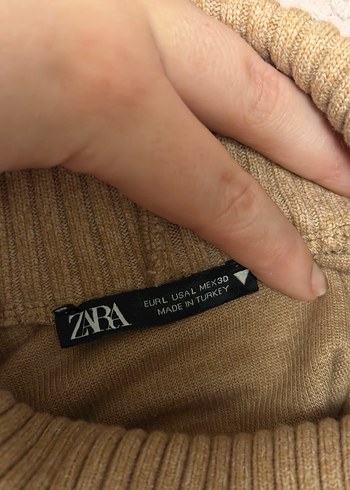 ZARA
EUR L USA L MEX 30
MADE IN TURKEY